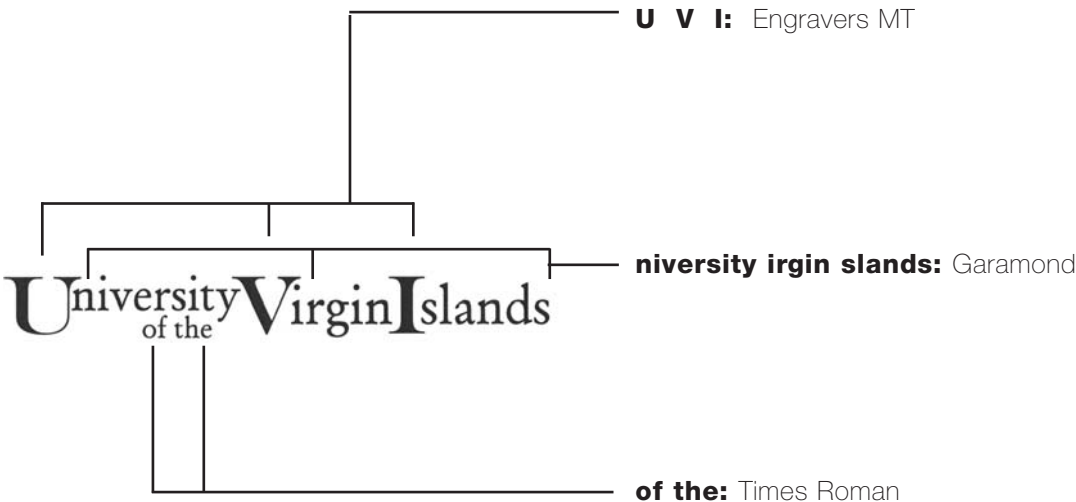 U V I: Engravers MT
niversity irgin slands: Garamond
University Virgin Islands
of the
of the: Times Roman